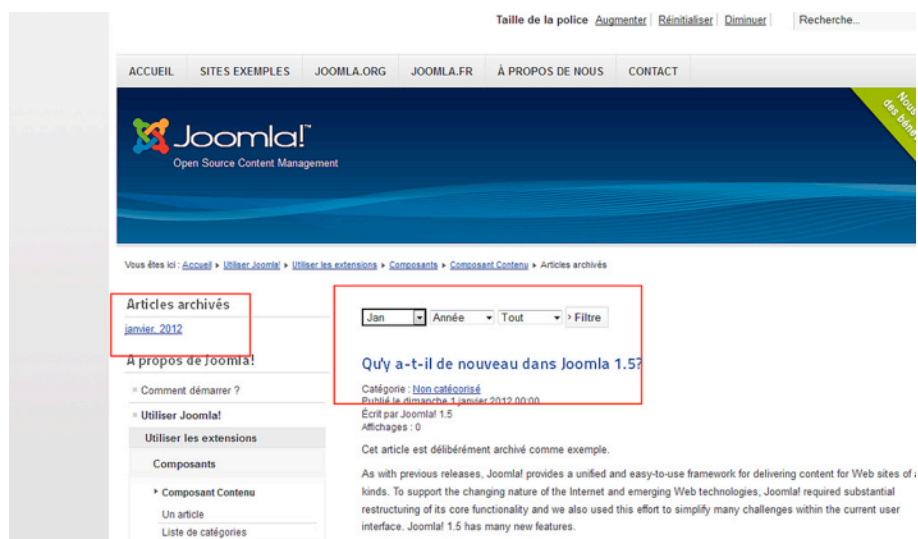 Taille de la police Augmenter Réinitialiser Diminuer Recherche...
ACCUEIL SITES EXEMPLES JOOMLA.ORG JOOMLA.FR À PROPOS DE NOUS CONTACT
Nous
des béné
Joomla!™
Open Source Content Management
Vous êtes ici : Accueil ▸ Utiliser Joomla! ▸ Utiliser les extensions ▸ Composants ▸ Composant Contenu ▸ Articles archivés
Articles archivés
janvier, 2012
A propos de Joomla!
Comment démarrer ?
Utiliser Joomla!
Utiliser les extensions
Composants
Composant Contenu
Un article
Liste de catégories
Jan Année Tout › Filtre
Qu'y a-t-il de nouveau dans Joomla 1.5?
Catégorie : Non catégorisé
Publié le dimanche 1 janvier 2012 00:00
Écrit par Joomla! 1.5
Affichages : 0
Cet article est délibérément archivé comme exemple.
As with previous releases, Joomla! provides a unified and easy-to-use framework for delivering content for Web sites of a
kinds. To support the changing nature of the Internet and emerging Web technologies, Joomla! required substantial
restructuring of its core functionality and we also used this effort to simplify many challenges within the current user
interface. Joomla! 1.5 has many new features.